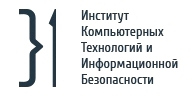 Институт
Компьютерных
Технологий и
Информационной
Безопасности